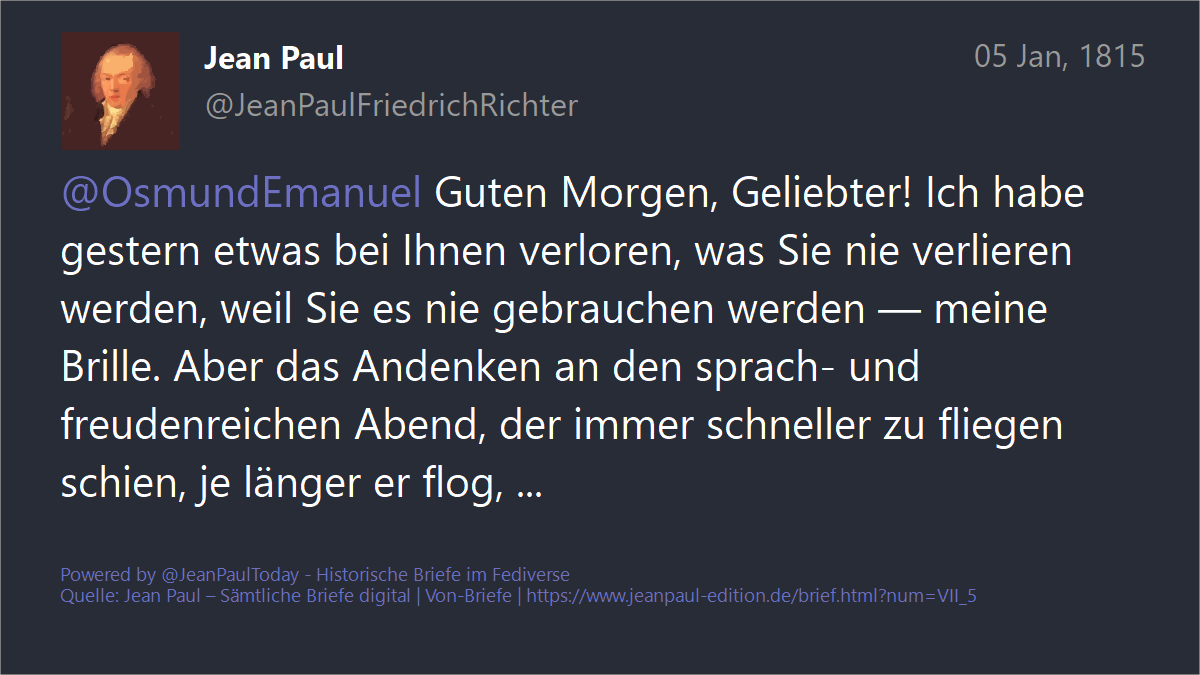 Jean Paul
05 Jan, 1815
@JeanPaulFriedrichRichter
@OsmundEmanuel Guten Morgen, Geliebter! Ich habe
gestern etwas bei Ihnen verloren, was Sie nie verlieren
werden, weil Sie es nie gebrauchen werden — meine
Brille. Aber das Andenken an den sprach- und
freudenreichen Abend, der immer schneller zu fliegen
schien, je länger er flog, ...
Powered by @JeanPaulToday - Historische Briefe im Fediverse
Quelle: Jean Paul – Sämtliche Briefe digital | Von-Briefe | https://www.jeanpaul-edition.de/brief.html?num=VII_5